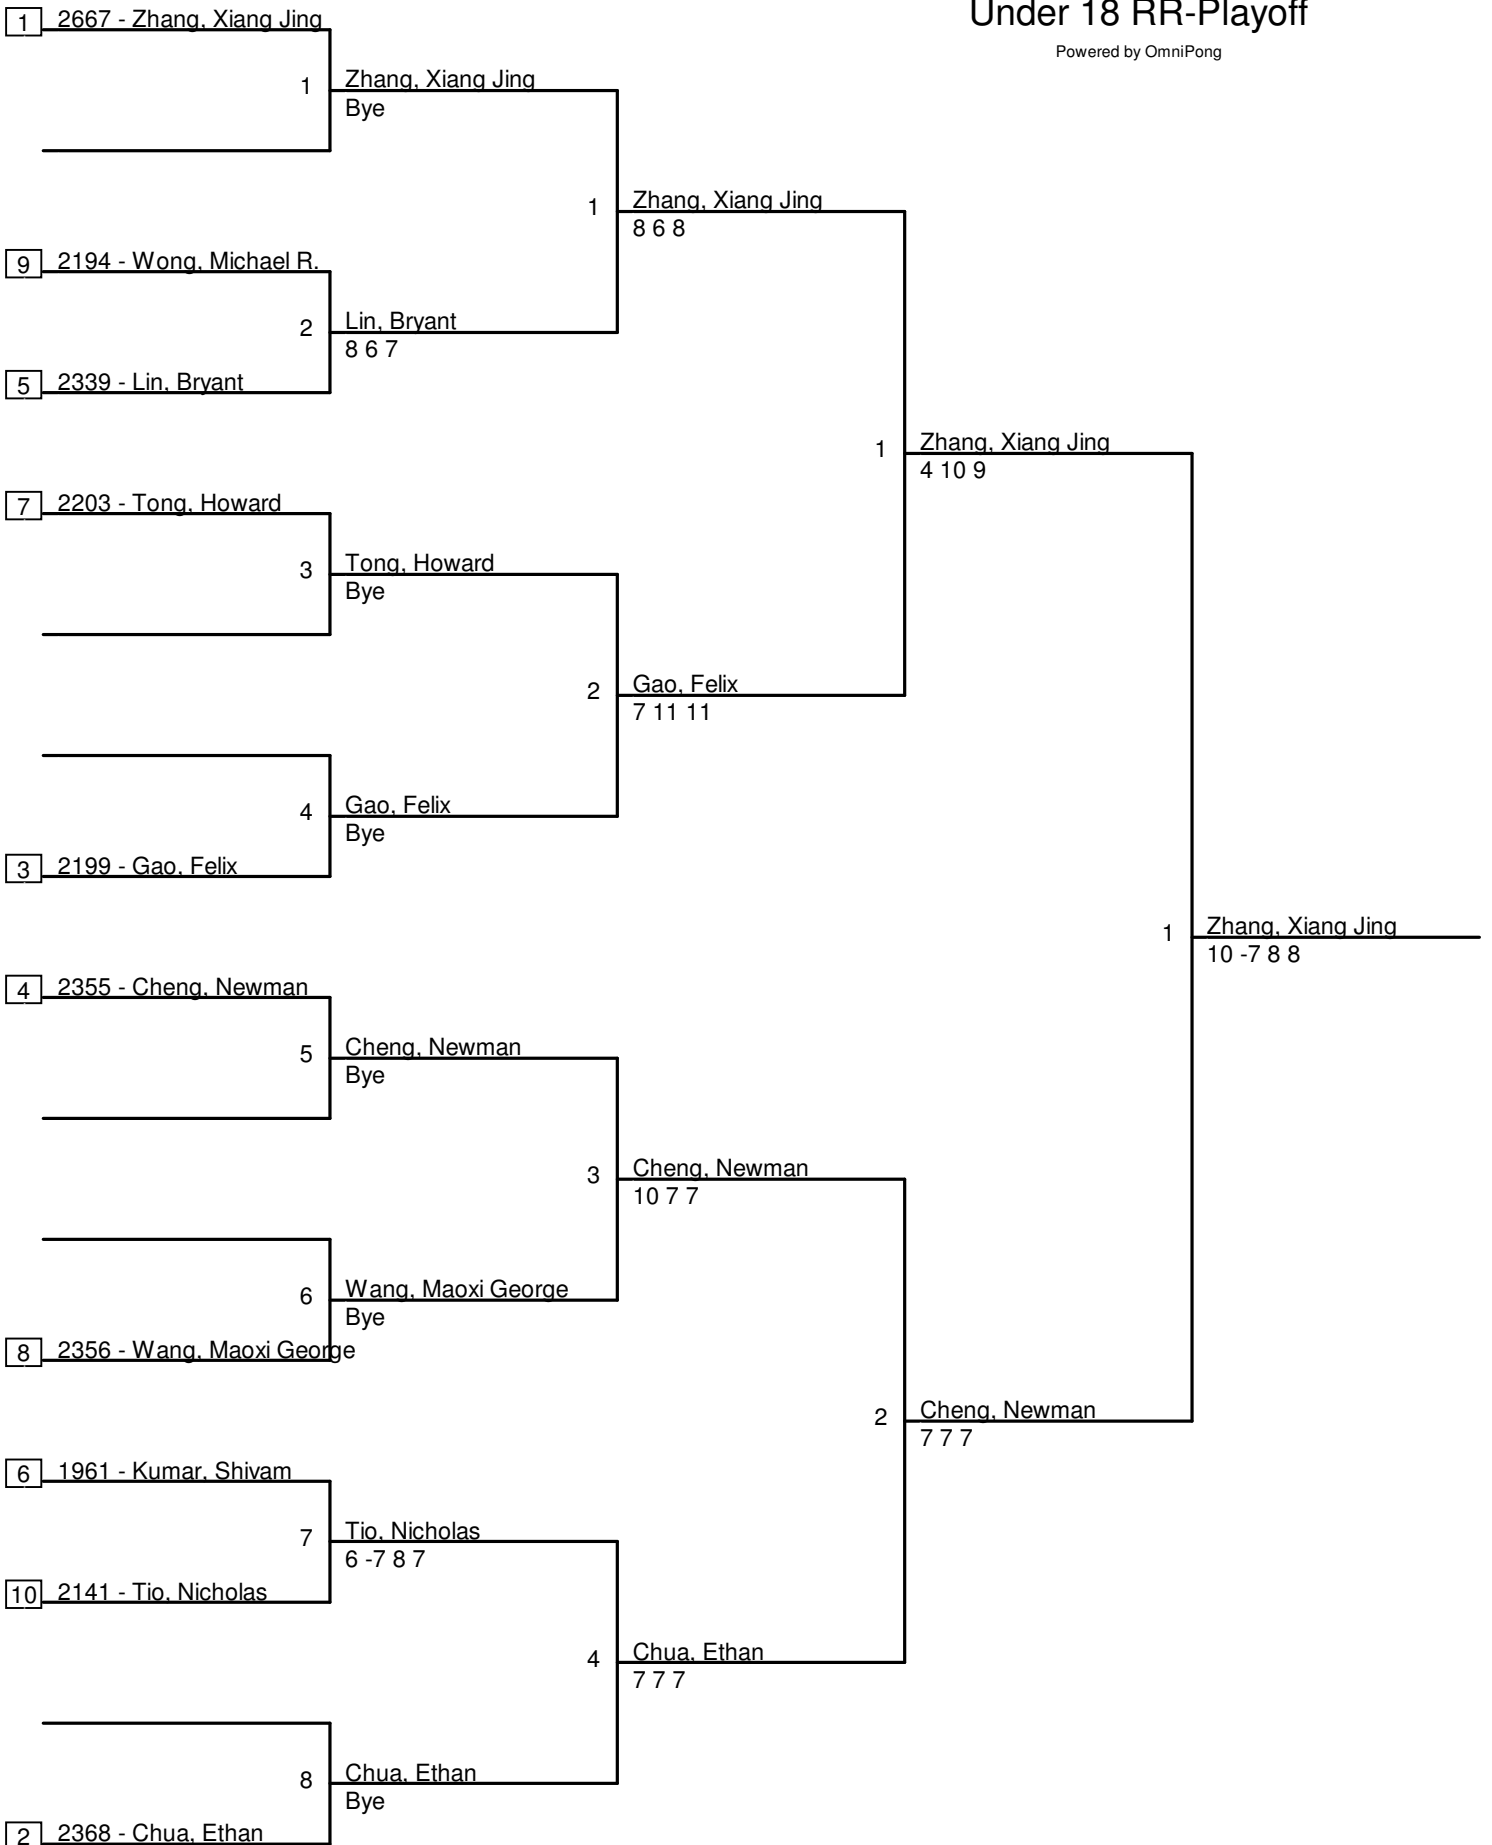 Under 18 RR-Playoff
Powered by OmniPong
1 2667 - Zhang, Xiang Jing
1 Zhang, Xiang Jing
Bye
1 Zhang, Xiang Jing
8 6 8
9 2194 - Wong, Michael R.
2 Lin, Bryant
8 6 7
5 2339 - Lin, Bryant
1 Zhang, Xiang Jing
4 10 9
7 2203 - Tong, Howard
3 Tong, Howard
Bye
2 Gao, Felix
7 11 11
4 Gao, Felix
Bye
3 2199 - Gao, Felix
1 Zhang, Xiang Jing
10 -7 8 8
4 2355 - Cheng, Newman
5 Cheng, Newman
Bye
3 Cheng, Newman
10 7 7
6 Wang, Maoxi George
Bye
8 2356 - Wang, Maoxi George
2 Cheng, Newman
7 7 7
6 1961 - Kumar, Shivam
7 Tio, Nicholas
6 -7 8 7
10 2141 - Tio, Nicholas
4 Chua, Ethan
7 7 7
8 Chua, Ethan
Bye
2 2368 - Chua, Ethan